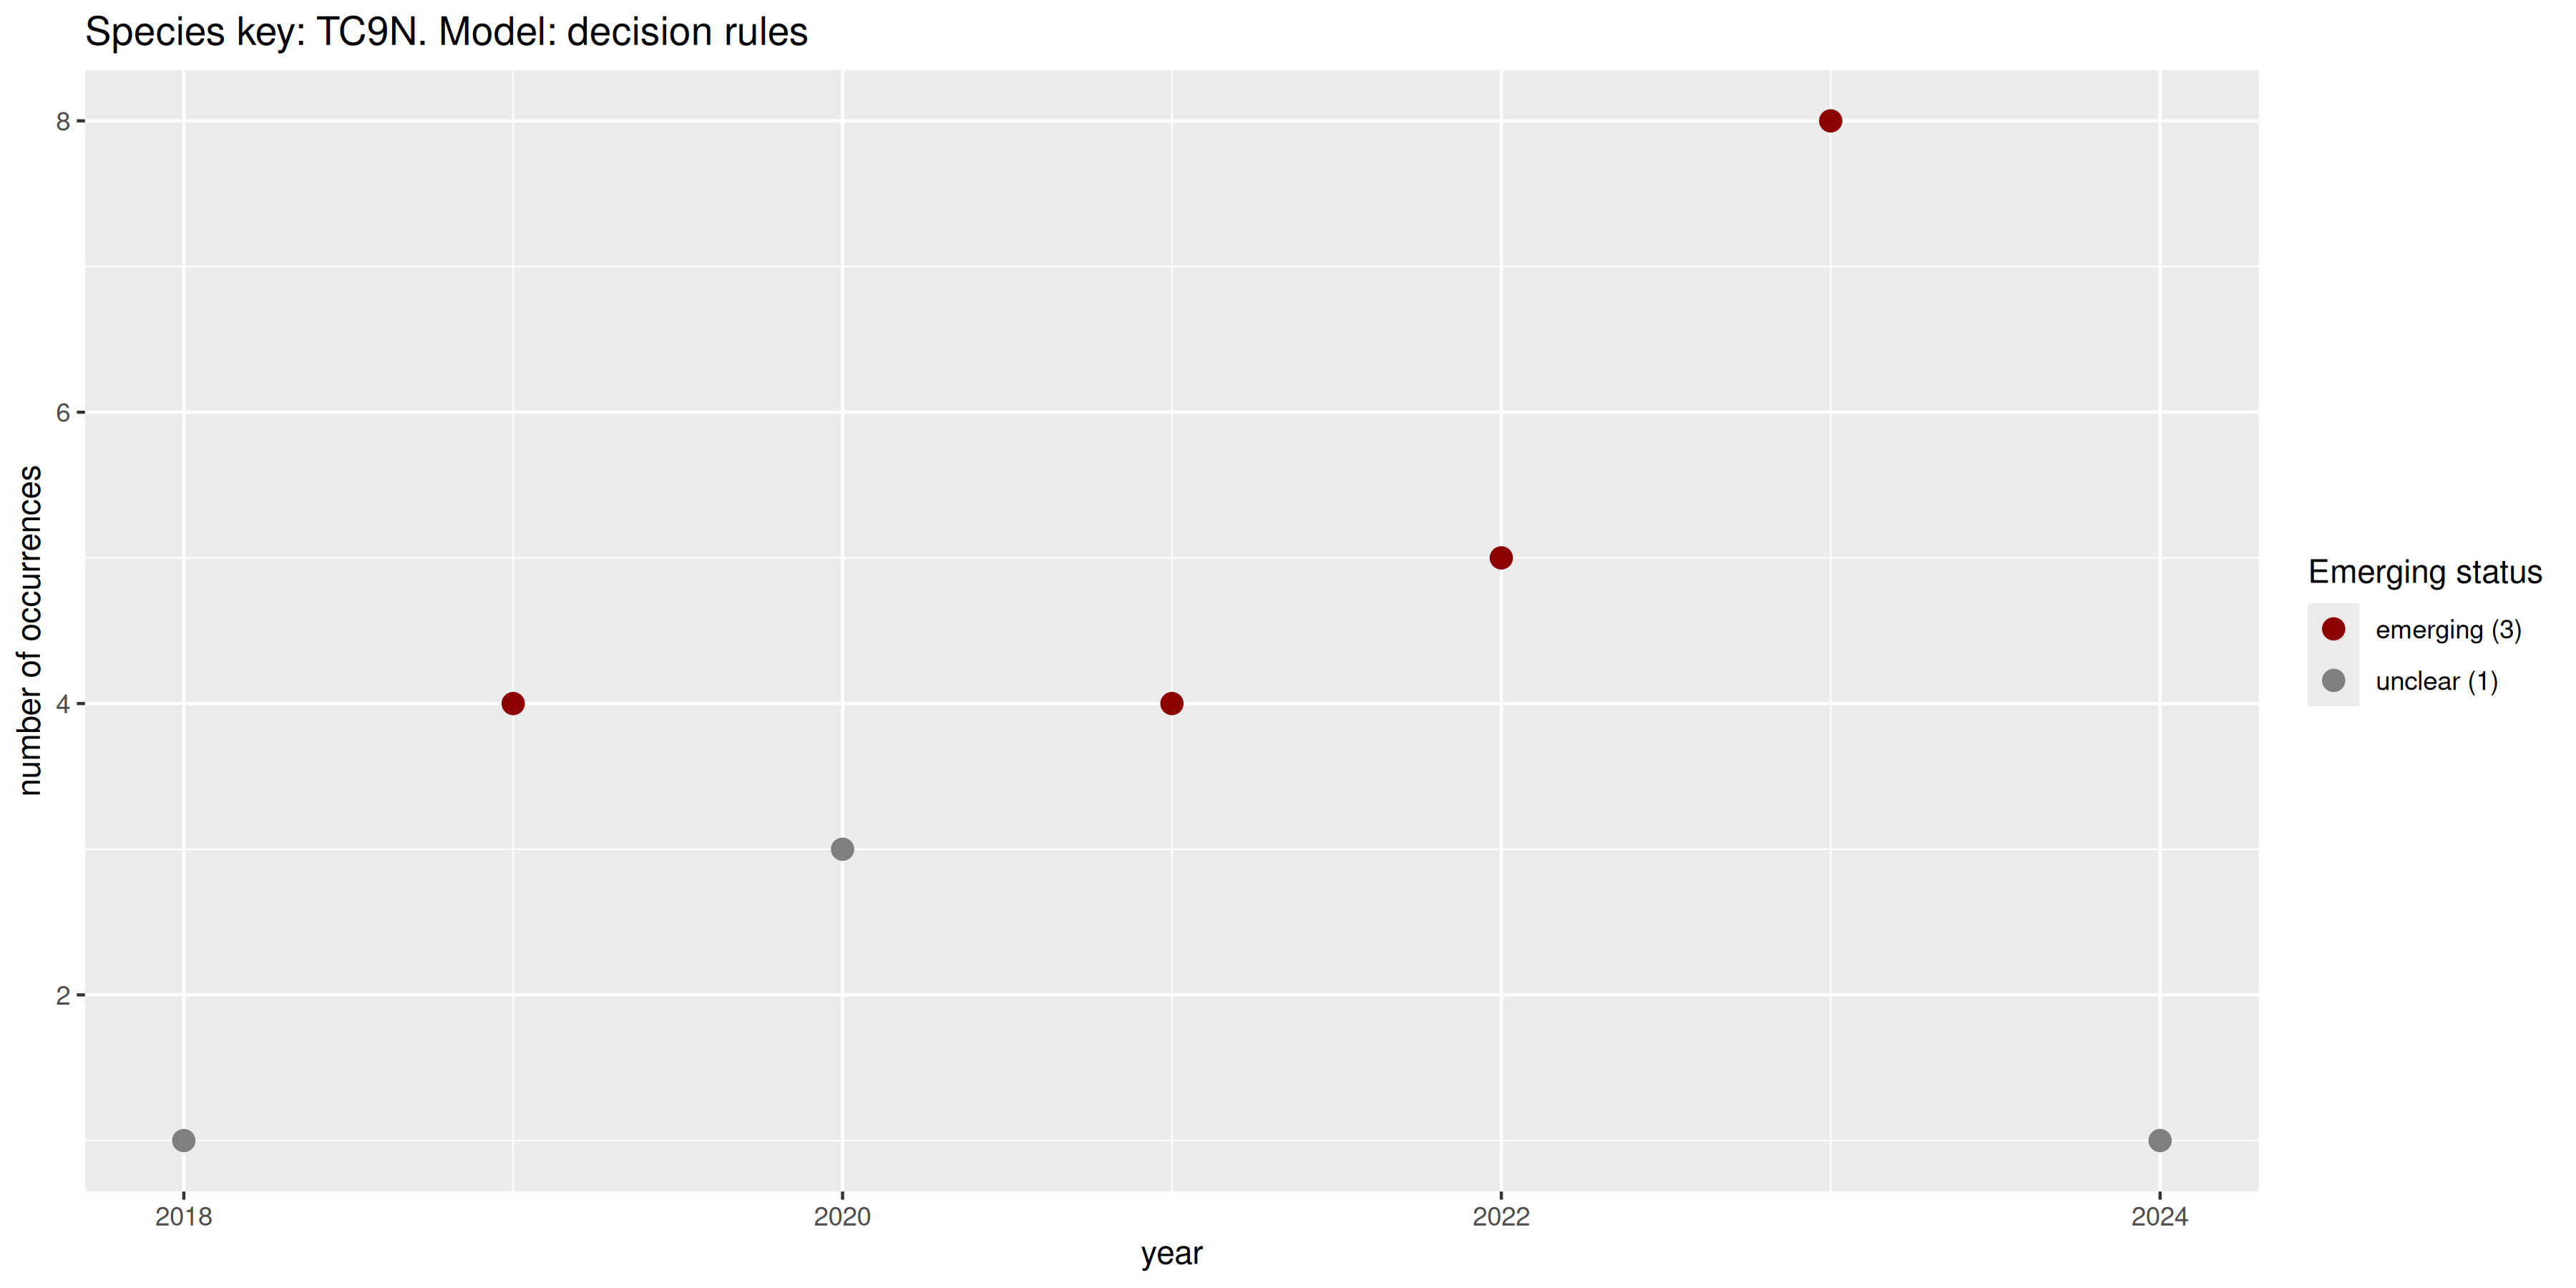 Species key: TC9N. Model: decision rules
8
6
4
2
number of occurrences
2018
2020
2022
2024
year
Emerging status
emerging (3)
unclear (1)